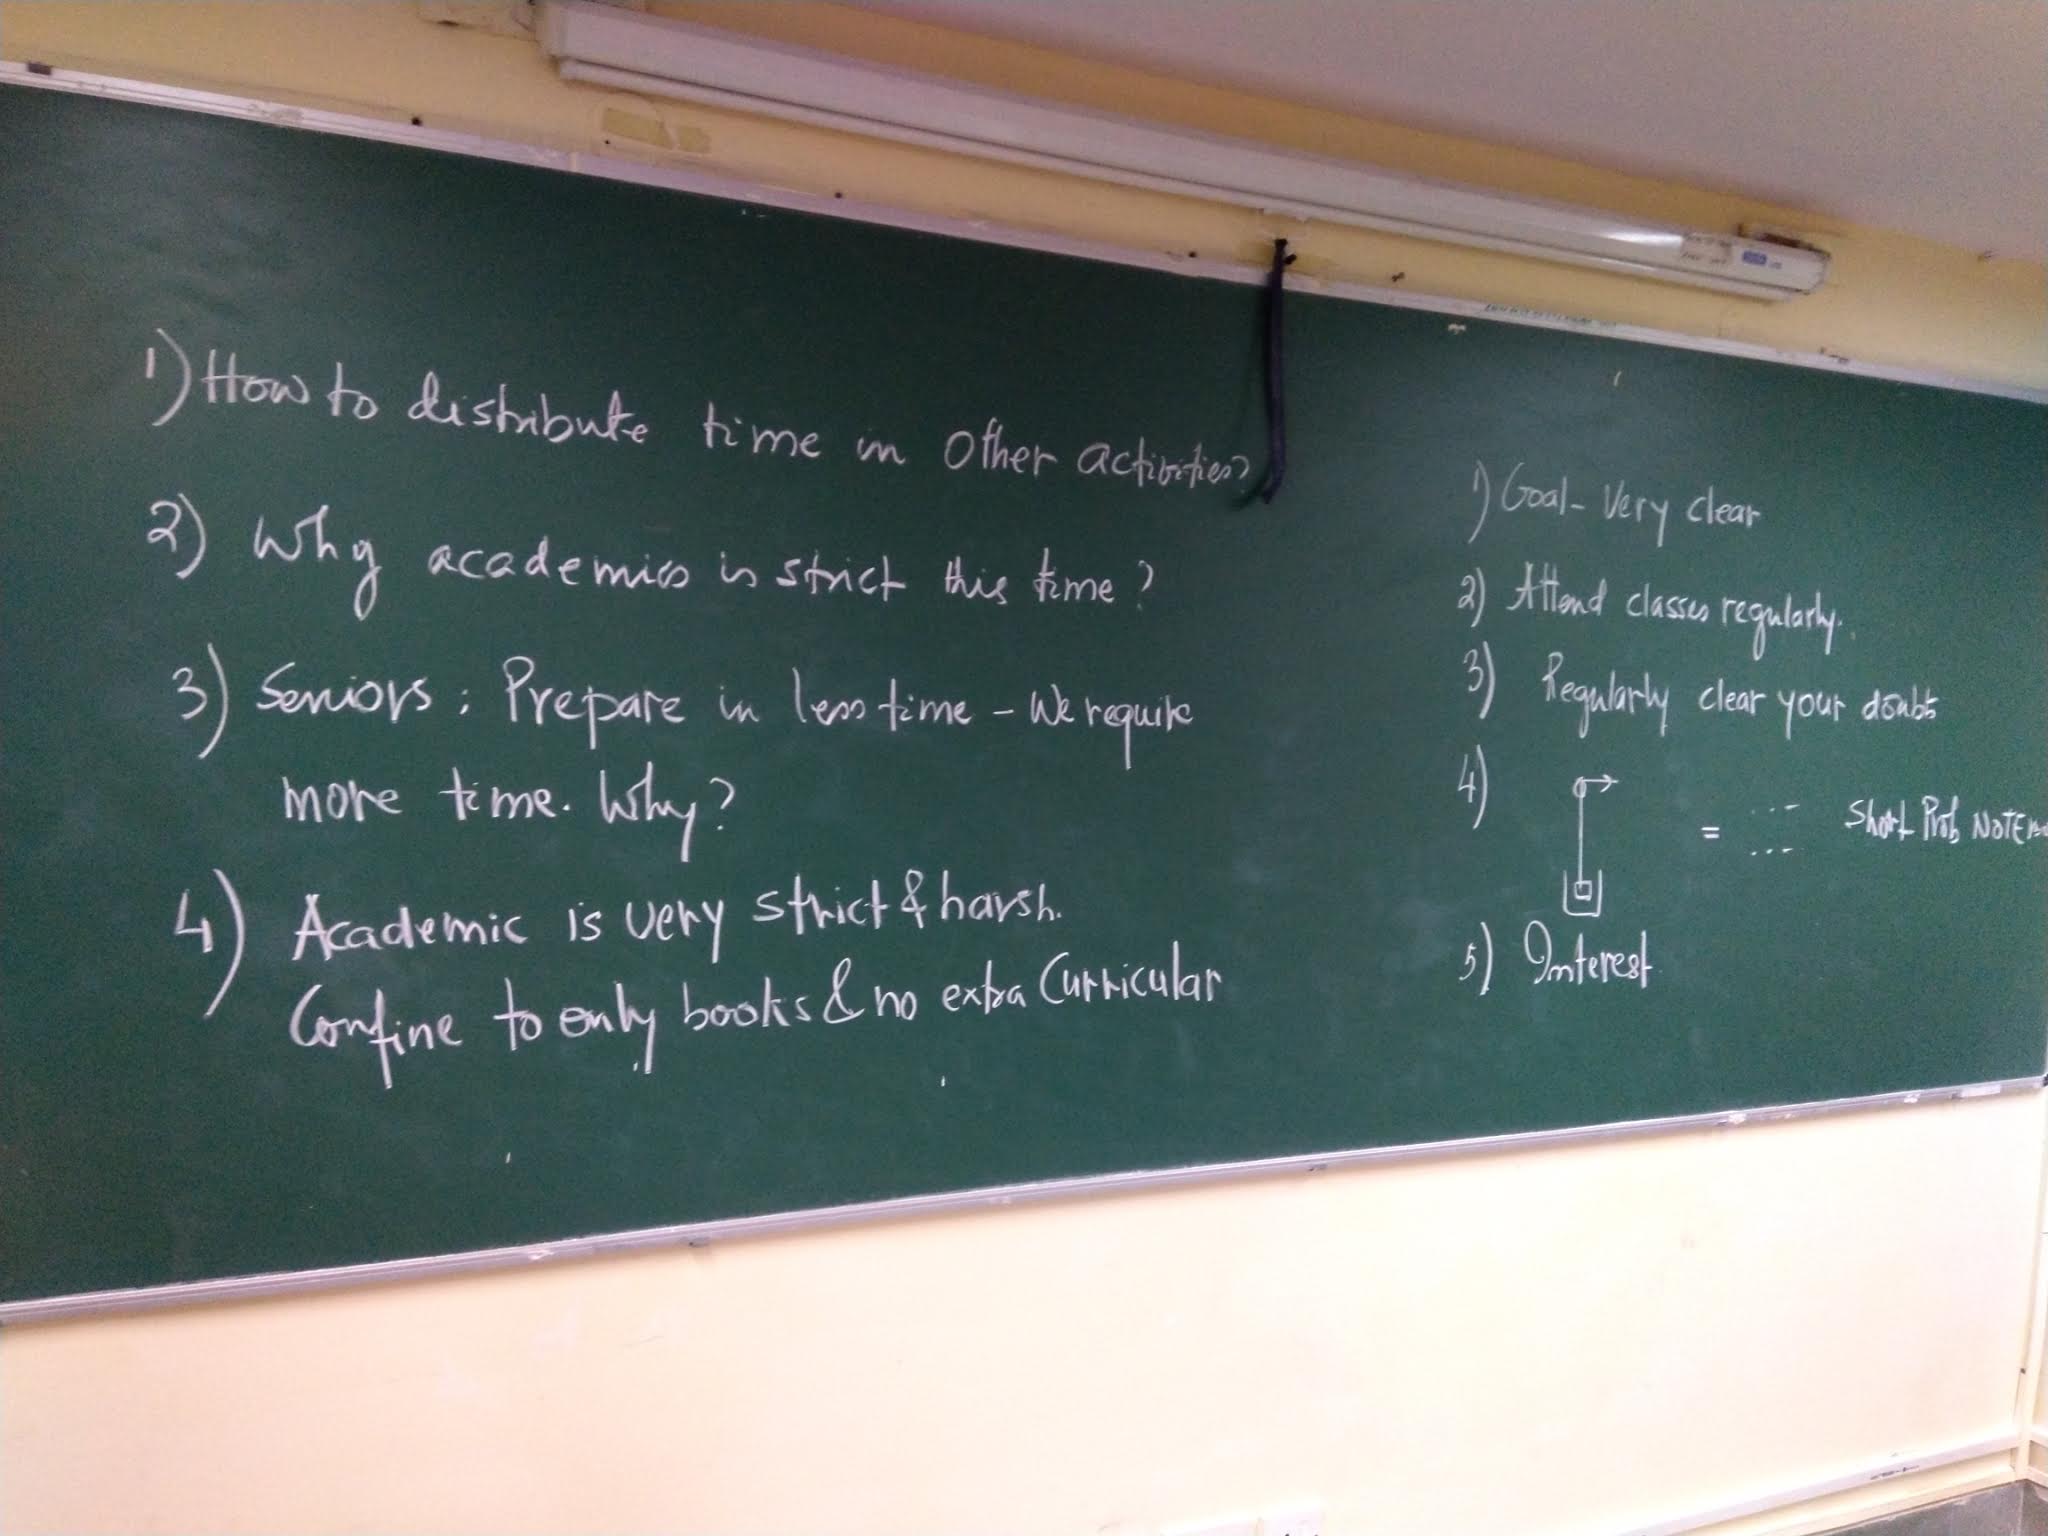 1) How to distribute time in other activities?
2) Why academics is strict this time?
3) Seniors : Prepare in less time - We require
more time. Why?
4) Academic is very strict & harsh.
Confine to only books & no extra Curricular
1) Goal - Very clear
2) Attend classes regularly.
3) Regularly clear your doubts
4) = Short Prob NOTE
5) Interest